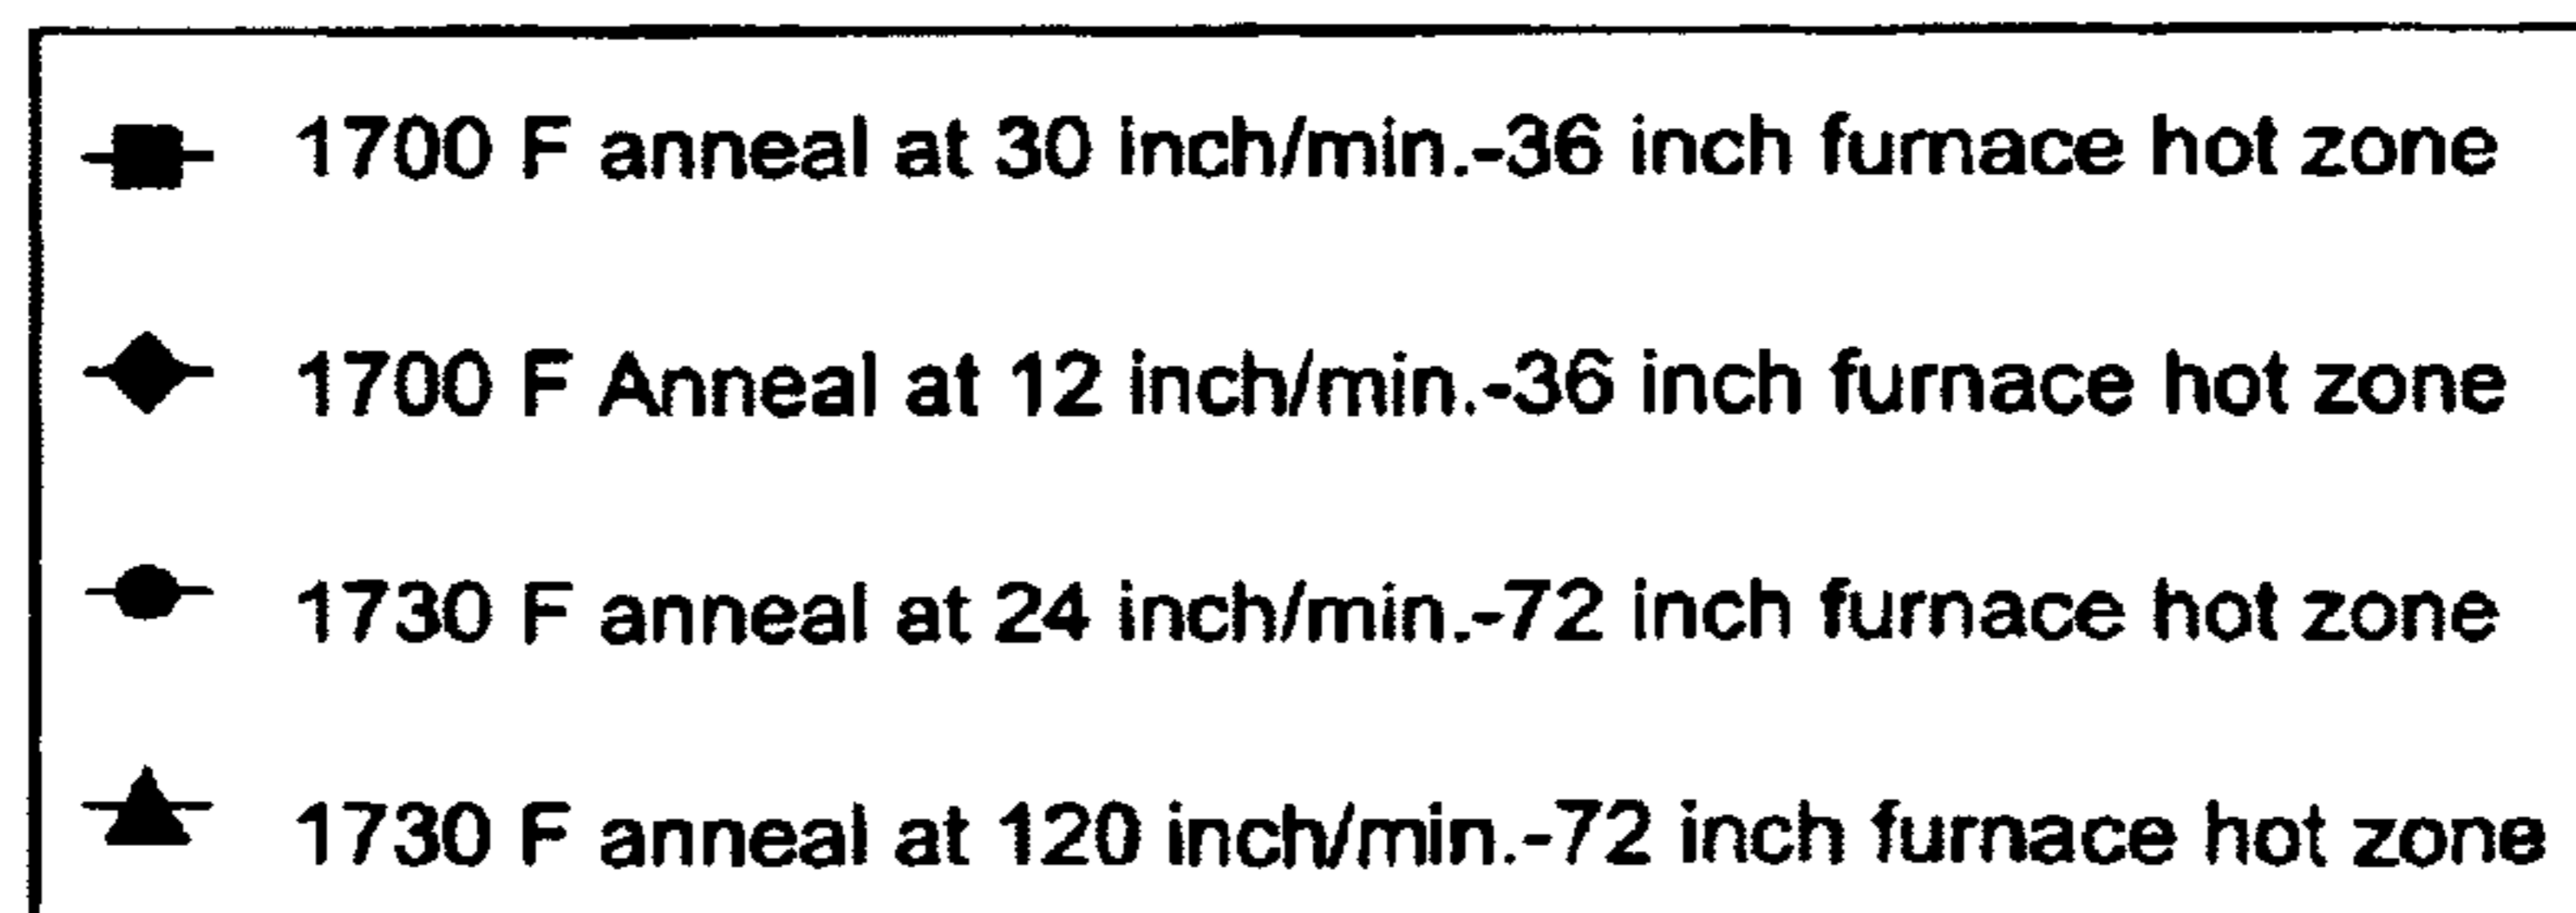 1700 F anneal at 30 inch/min.-36 inch furnace hot zone
1700 F Anneal at 12 inch/min.-36 inch furnace hot zone
1730 F anneal at 24 inch/min.-72 inch furnace hot zone
1730 F anneal at 120 inch/min.-72 inch furnace hot zone